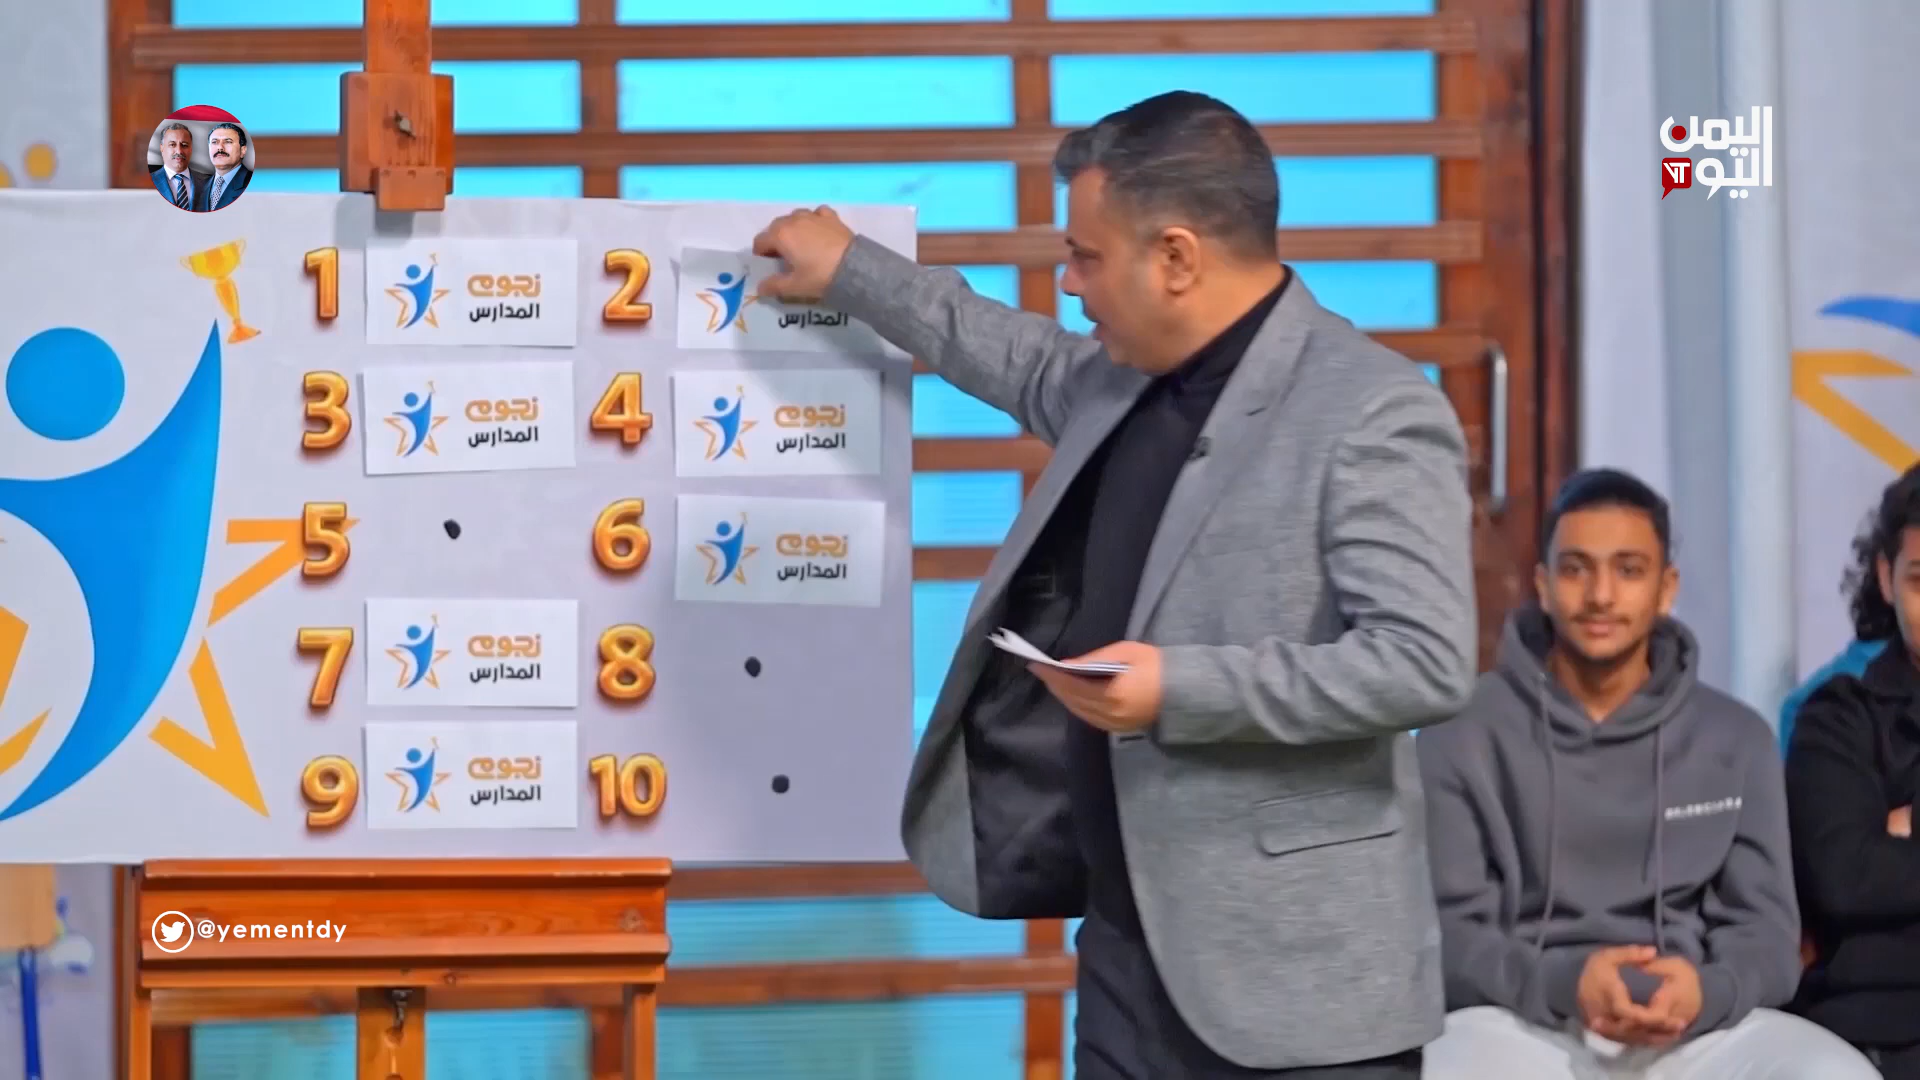 اليمن
اليوم
YT
1
نجوم
المدارس
2
المدارس
3
نجوم
المدارس
4
نجوم
المدارس
5
6
نجوم
المدارس
7
نجوم
المدارس
8
9
نجوم
المدارس
10
@yementdy